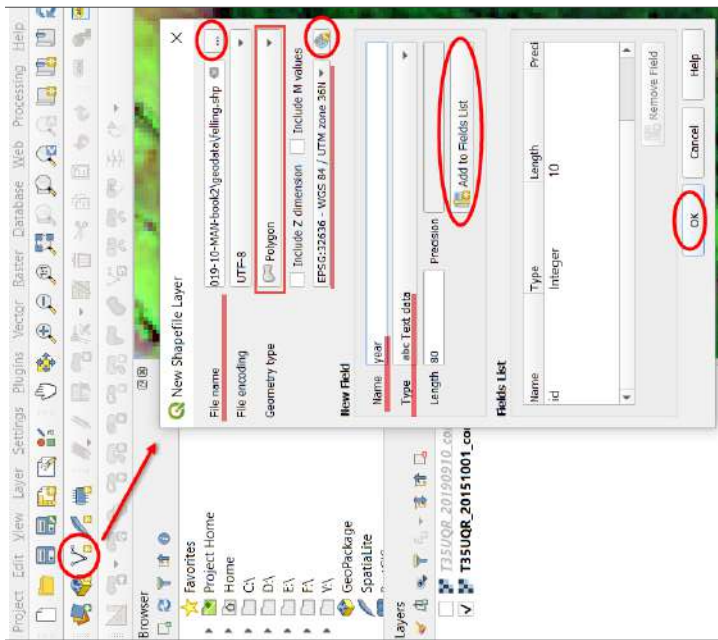 Project Edit View Layer Settings Plugins Vector Raster Database Web Processing Help
Browser
Favorites
Project Home
Home
C:\
D:\
E:\
F:\
Y:\
GeoPackage
SpatiaLite
Layers
T35UQR_20190910_co
T35UQR_20151001_co
New Shapefile Layer
File name 019-10-MAN-book2\geodata\felling.shp ...
File encoding UTF-8
Geometry type Polygon
Include Z dimension Include M values
EPSG:32636 - WGS 84 / UTM zone 36N
New Field
Name year
Type abc Text data
Length 80 Precision
Add to Fields List
Fields List
Name Type Length Preci
id Integer 10
Remove Field
OK Cancel Help